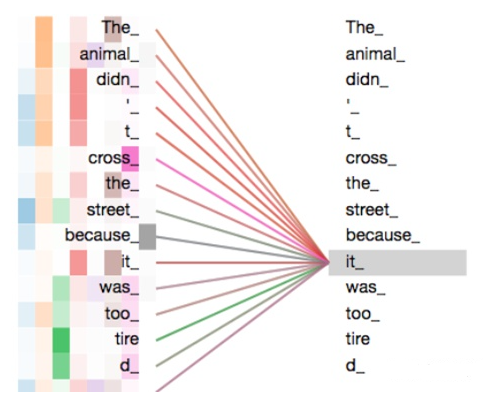 The_ The_
animal_ animal_
didn_ didn_
'_ '_
t_ t_
cross_ cross_
the_ the_
street_ street_
because_ because_
it_ it_
was_ was_
too_ too_
tire tire
d_ d_